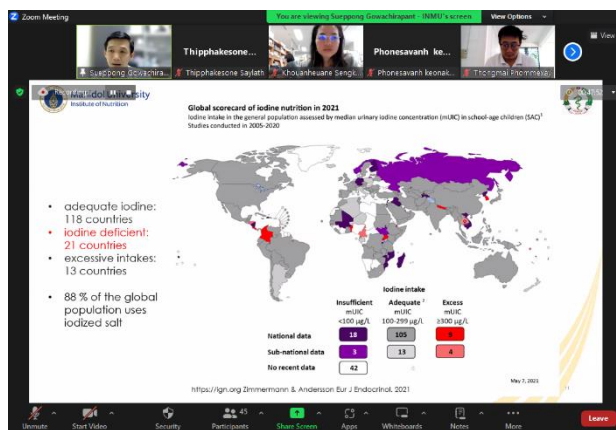 Zoom Meeting
You are viewing Sueppong Gowachirapant - INMU's screen
View Options
View
Thipphakesone...
Phonesavanh ke...
Sueppong Gowachira...
Thipphakesone Saylath
Khouanheuane Sengk...
Phonesavanh keonak...
Thongmai Phommexay
Mahidol University
Institute of Nutrition
Global scorecard of iodine nutrition in 2021
Iodine intake in the general population assessed by median urinary iodine concentration (mUIC) in school-age children (SAC)¹
Studies conducted in 2005-2020
• adequate iodine:
118 countries
• iodine deficient:
21 countries
• excessive intakes:
13 countries
• 88 % of the global
population uses
iodized salt
Iodine intake
Insufficient
mUIC
<100 µg/L
Adequate ²
mUIC
100-299 µg/L
Excess
mUIC
≥300 µg/L
National data
18
105
Sub-national data
3
13
4
No recent data
42
May 7, 2021
https://ign.org Zimmermann & Andersson Eur J Endocrinol. 2021
Unmute
Start Video
Security
45
Participants
Share Screen
Apps
Whiteboards
Notes
More
Leave